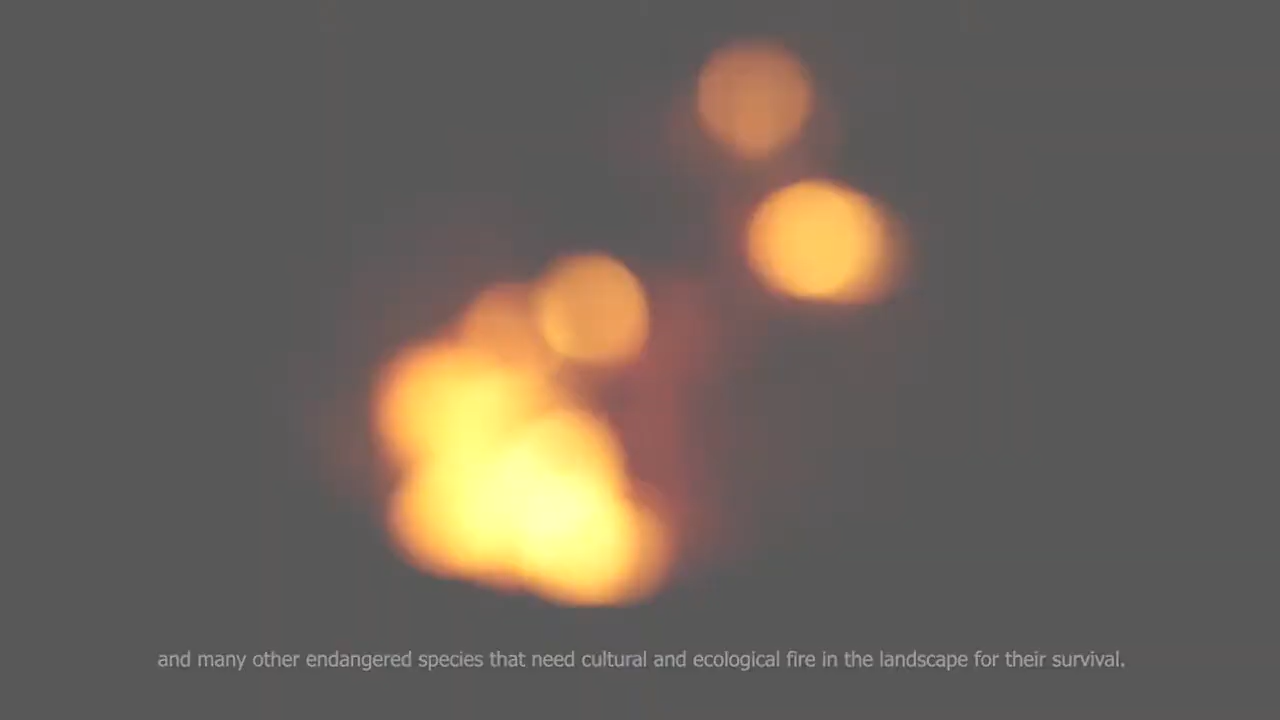 and many other endangered species that need cultural and ecological fire in the landscape for their survival.